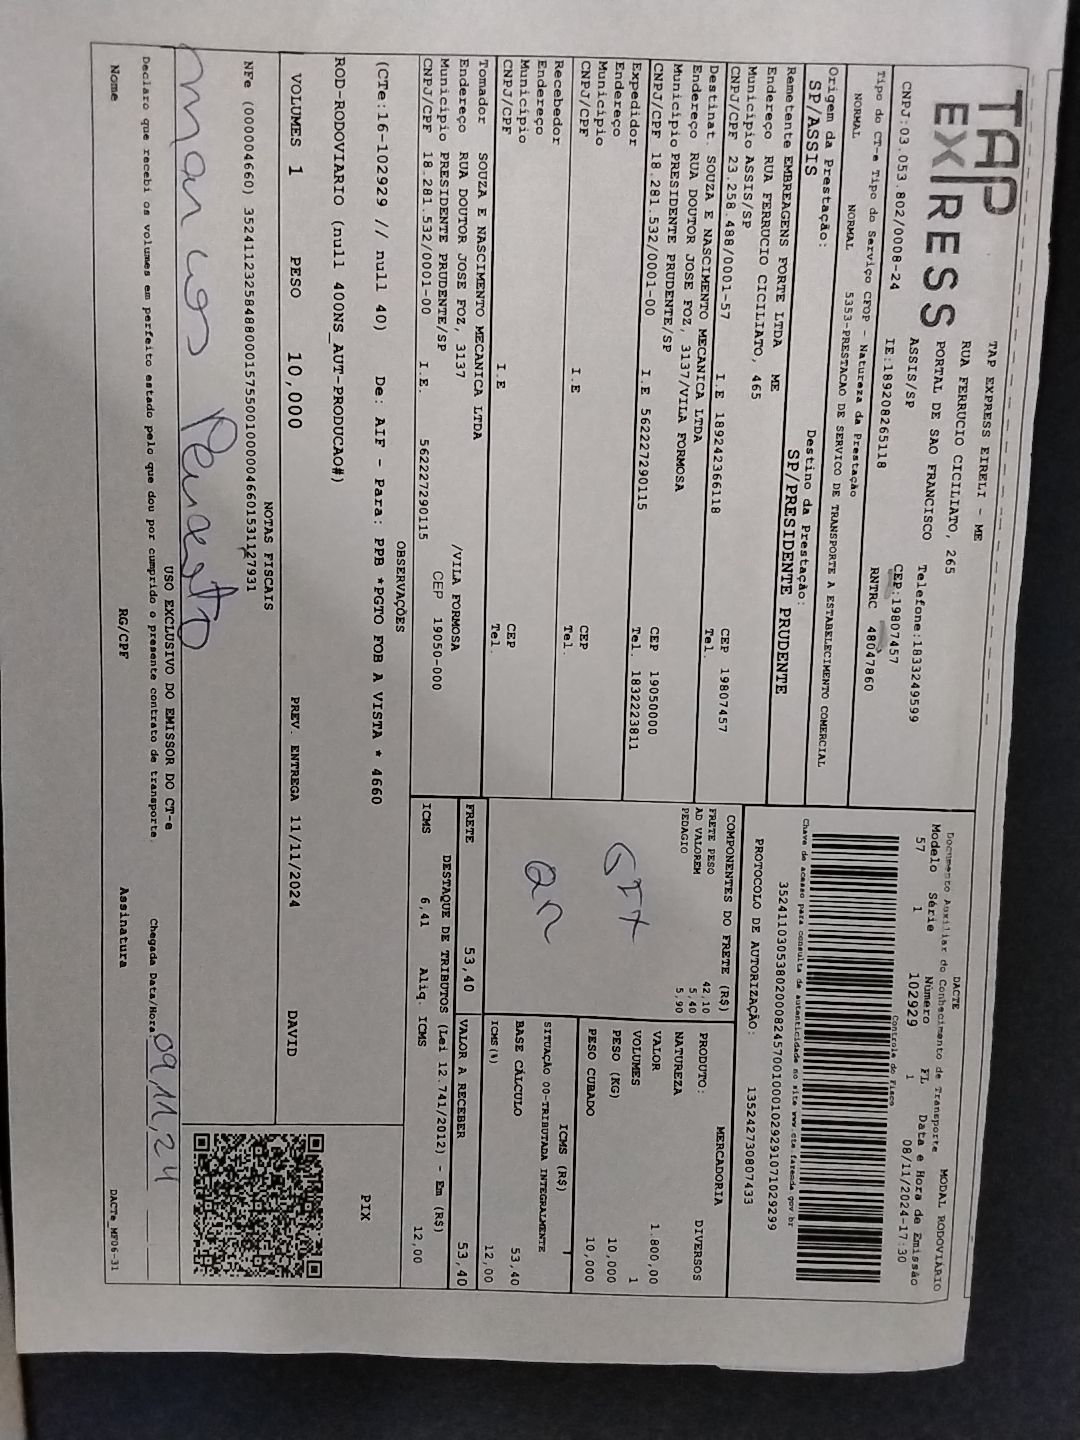 TAP
EXPRESS
TAP EXPRESS EIRELI - ME
RUA FERRUCIO CICILIATO, 265
PORTAL DE SAO FRANCISCO Telefone:1833249599
ASSIS/SP CEP:19807457
CNPJ:03.053.802/0008-24 IE:189208265118 RNTRC 48047860
Tipo do CT-e Tipo do Serviço CFOP - Natureza da Prestação
NORMAL NORMAL 5353-PRESTACAO DE SERVICO DE TRANSPORTE A ESTABELECIMENTO COMERCIAL
Origem da Prestação: Destino da Prestação:
SP/ASSIS SP/PRESIDENTE PRUDENTE
Remetente EMBREAGENS FORTE LTDA ME
Endereço RUA FERRUCIO CICILIATO, 465
Município ASSIS/SP CEP 19807457
CNPJ/CPF 23.258.488/0001-57 I.E 189242366118 Tel.
Destinat. SOUZA E NASCIMENTO MECANICA LTDA
Endereço RUA DOUTOR JOSE FOZ, 3137/VILA FORMOSA
Município PRESIDENTE PRUDENTE/SP CEP 19050000
CNPJ/CPF 18.281.532/0001-00 I.E 562227290115 Tel. 1832223811
Expedidor
Endereço
Município CEP
CNPJ/CPF I.E Tel.
Recebedor
Endereço
Município CEP
CNPJ/CPF I.E Tel.
Tomador SOUZA E NASCIMENTO MECANICA LTDA
Endereço RUA DOUTOR JOSE FOZ, 3137 /VILA FORMOSA
Município PRESIDENTE PRUDENTE/SP CEP 19050-000
CNPJ/CPF 18.281.532/0001-00 I.E. 562227290115
DACTE MODAL RODOVIÁRIO
Documento Auxiliar do Conhecimento de Transporte
Modelo Série Número FL Data e Hora de Emissão
57 1 102929 1 08/11/2024-17:30
Controle do Fisco
Chave de acesso para consulta de autenticidade no site www.cte.fazenda.gov.br
35241103053802000824570010001029291071029299
PROTOCOLO DE AUTORIZAÇÃO: 135242730807433
COMPONENTES DO FRETE (R$)
FRETE PESO 42,10
AD VALOREM 5,40
PEDAGIO 5,90
MERCADORIA
PRODUTO: DIVERSOS
NATUREZA
VALOR 1.800,00
VOLUMES 1
PESO (KG) 10,000
PESO CUBADO 10,000
ICMS (R$)
SITUAÇÃO 00-TRIBUTADA INTEGRALMENTE
BASE CÁLCULO 53,40
ICMS(%) 12,00
FRETE 53,40 VALOR A RECEBER 53,40
DESTAQUE DE TRIBUTOS (Lei 12.741/2012) - Em (R$)
ICMS 6,41 Aliq. ICMS 12,00
OBSERVAÇÕES
(CTe:16-102929 // null 40) De: AIF - Para: PPB *PGTO FOB A VISTA * 4660
ROD-RODOVIARIO (null 400NS_AUT-PRODUCAO#)
PIX
VOLUMES 1 PESO 10,000 PREV. ENTREGA 11/11/2024 DAVID
NOTAS FISCAIS
NFe (000004660) 35241123258488000157550010000046601531127931
USO EXCLUSIVO DO EMISSOR DO CT-e
Declaro que recebi os volumes em perfeito estado pelo que dou por cumprido o presente contrato de transporte. Chegada Data/Hora 09/11/24
Nome RG/CPF Assinatura
DACTe_MF06-31